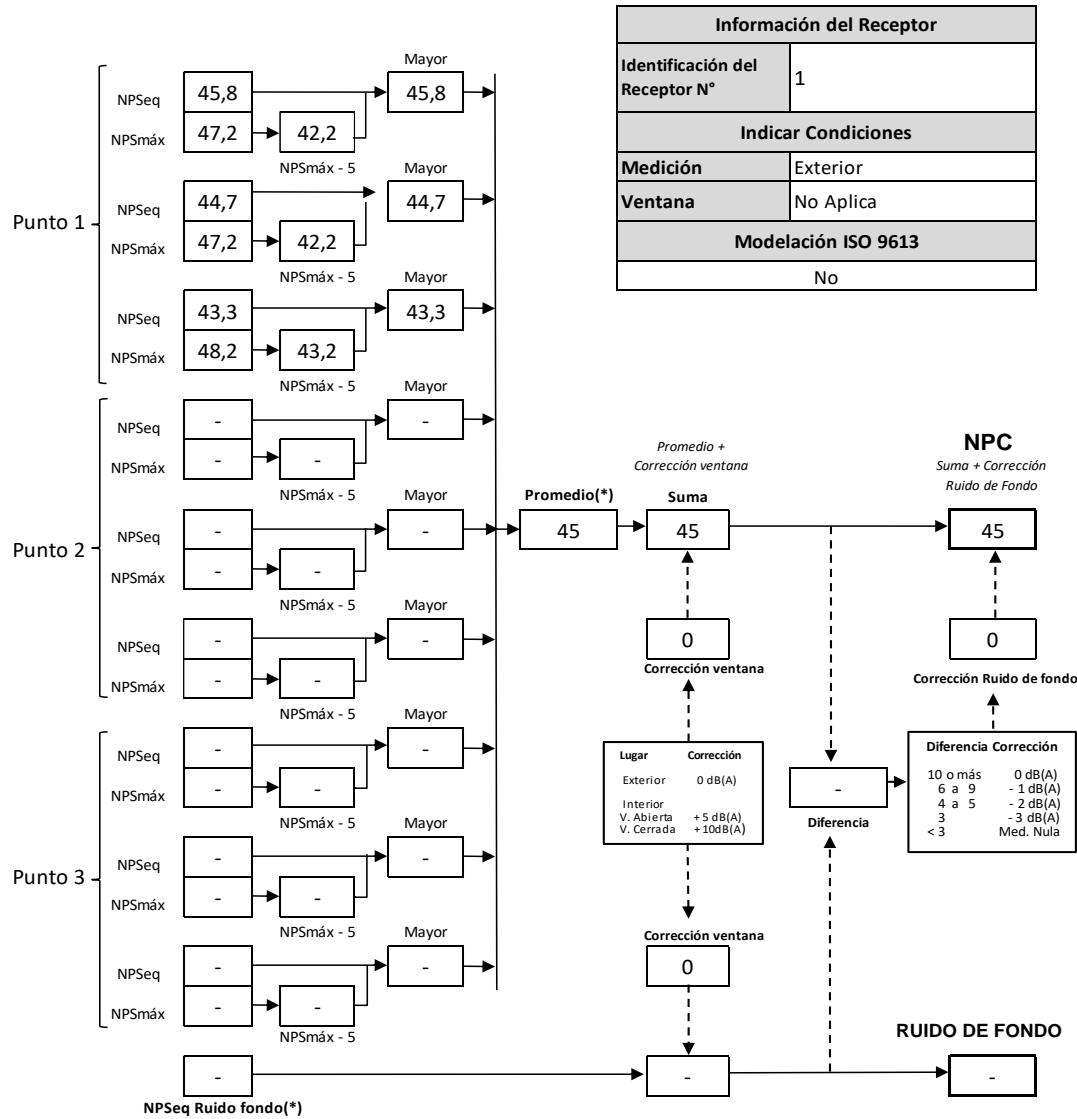 Información del Receptor
Identificación del
Receptor N°
1
Indicar Condiciones
Medición Exterior
Ventana No Aplica
Modelación ISO 9613
No
Punto 1
Mayor
NPSeq 45,8 45,8
NPSmáx 47,2 42,2
NPSmáx - 5
Mayor
NPSeq 44,7 44,7
NPSmáx 47,2 42,2
NPSmáx - 5
Mayor
NPSeq 43,3 43,3
NPSmáx 48,2 43,2
NPSmáx - 5
Punto 2
Mayor
NPSeq - -
NPSmáx - -
NPSmáx - 5
Mayor
NPSeq - -
NPSmáx - -
NPSmáx - 5
Mayor
NPSeq - -
NPSmáx - -
NPSmáx - 5
Punto 3
Mayor
NPSeq - -
NPSmáx - -
NPSmáx - 5
Mayor
NPSeq - -
NPSmáx - -
NPSmáx - 5
Mayor
NPSeq - -
NPSmáx - -
NPSmáx - 5
-
NPSeq Ruido fondo(*)
Promedio(*)
45
Promedio +
Corrección ventana
Suma
45
0
Corrección ventana
Lugar Corrección
Exterior 0 dB(A)
Interior
V. Abierta + 5 dB(A)
V. Cerrada + 10dB(A)
Corrección ventana
0
-
-
Diferencia
NPC
Suma + Corrección
Ruido de Fondo
45
0
Corrección Ruido de fondo
Diferencia Corrección
10 o más 0 dB(A)
6 a 9 - 1 dB(A)
4 a 5 - 2 dB(A)
3 - 3 dB(A)
< 3 Med. Nula
RUIDO DE FONDO
-